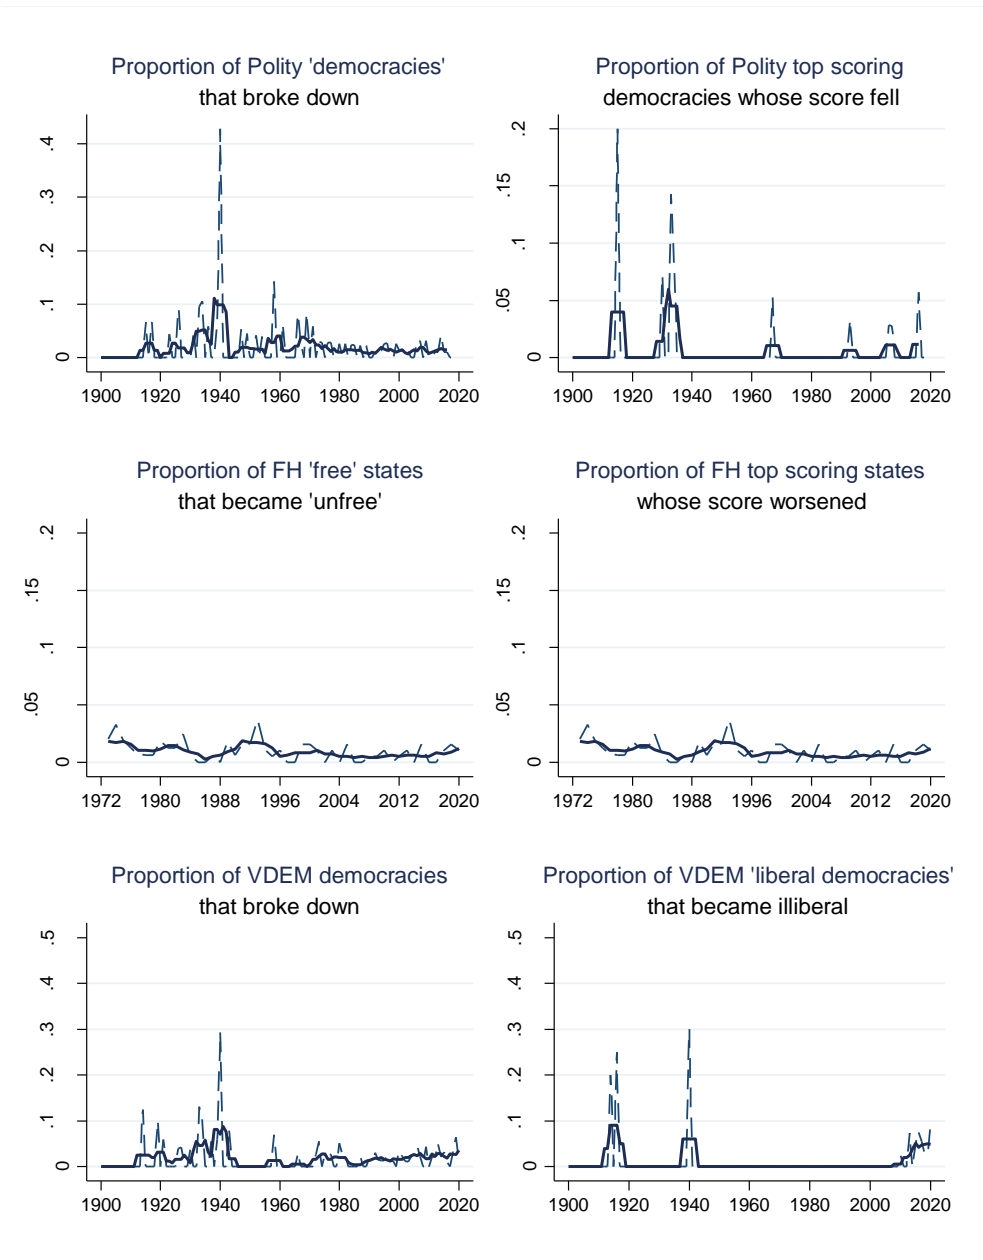 Proportion of Polity 'democracies'
that broke down
.4
.3
.2
.1
0
1900 1920 1940 1960 1980 2000 2020
Proportion of Polity top scoring
democracies whose score fell
.2
.15
.1
.05
0
1900 1920 1940 1960 1980 2000 2020
Proportion of FH 'free' states
that became 'unfree'
.2
.15
.1
.05
0
1972 1980 1988 1996 2004 2012 2020
Proportion of FH top scoring states
whose score worsened
.2
.15
.1
.05
0
1972 1980 1988 1996 2004 2012 2020
Proportion of VDEM democracies
that broke down
.5
.4
.3
.2
.1
0
1900 1920 1940 1960 1980 2000 2020
Proportion of VDEM 'liberal democracies'
that became illiberal
.5
.4
.3
.2
.1
0
1900 1920 1940 1960 1980 2000 2020